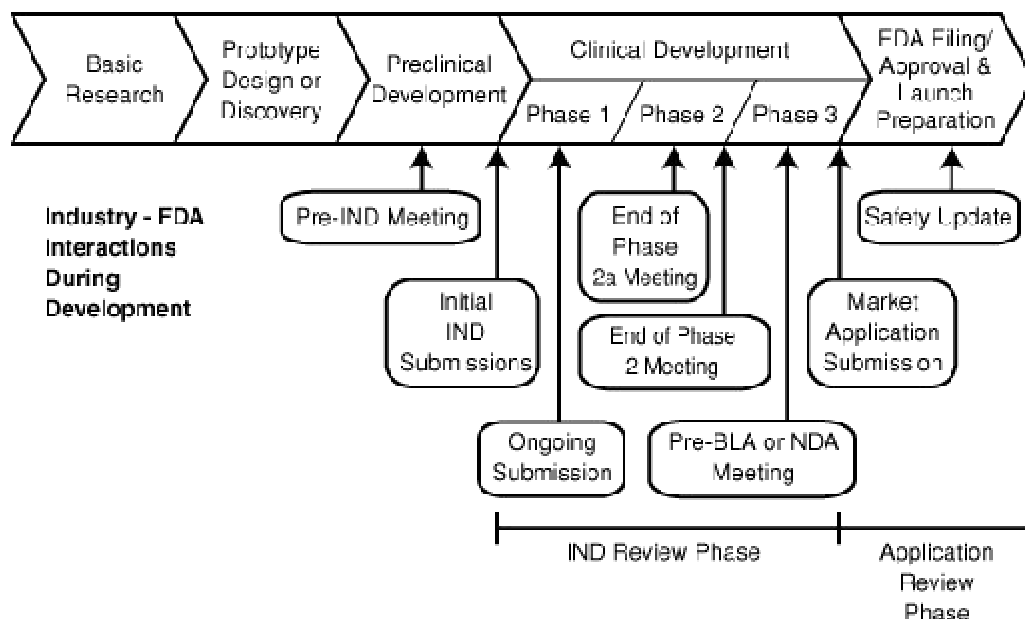 Basic
Research
Prototype
Design or
Discovery
Preclinical
Development
Clinical Development
Phase 1
Phase 2
Phase 3
FDA Filing/
Approval &
Launch
Preparation
Industry - FDA
Interactions
During
Development
Pre-IND Meeting
Initial
IND
Submissions
Ongoing
Submission
End of
Phase
2a Meeting
End of Phase
2 Meeting
Pre-BLA or NDA
Meeting
Market
Application
Submission
Safety Update
IND Review Phase
Application
Review
Phase